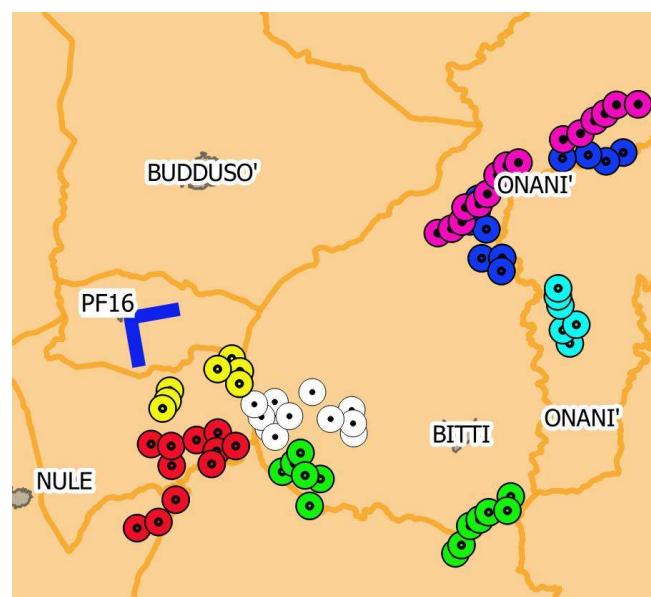 BUDDUSO'
ONANI'
PF16
ONANI'
BITTI
NULE